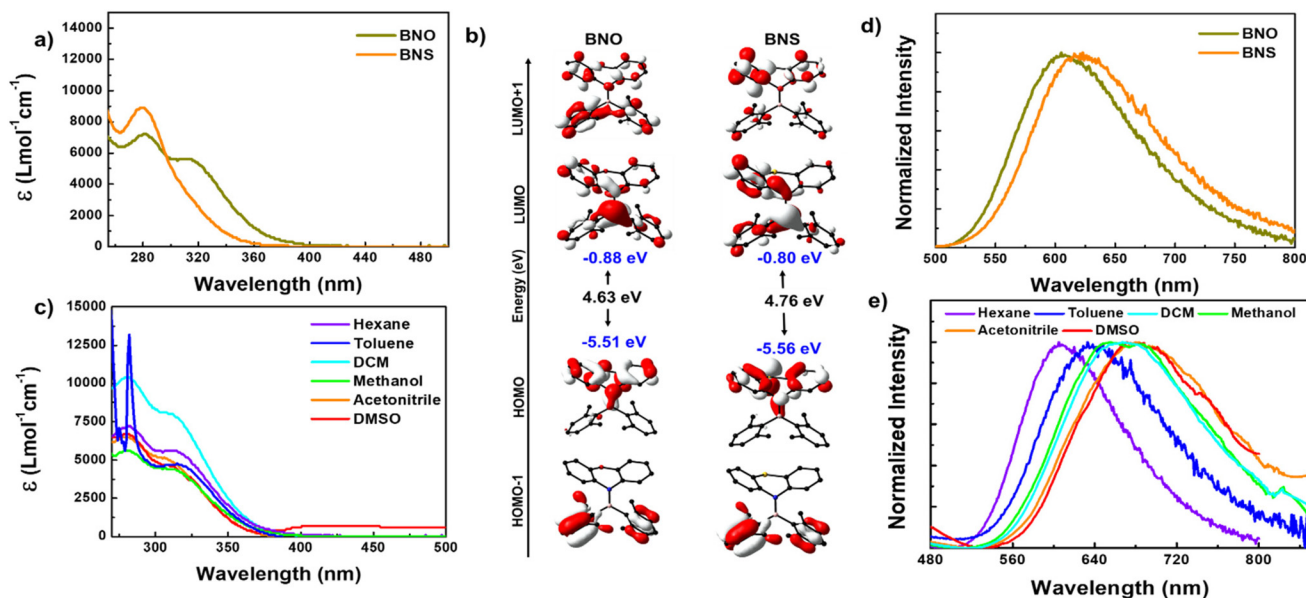 a)
14000
12000
10000
8000
6000
4000
2000
0
ε (Lmol⁻¹cm⁻¹)
BNO
BNS
300
360
420
480
Wavelength (nm)
b)
BNO
BNS
LUMO+1
LUMO
Energy (eV)
HOMO
HOMO-1
-0.88 eV
-0.80 eV
4.63 eV
4.76 eV
-5.51 eV
-5.56 eV
c)
15000
12500
10000
7500
5000
2500
0
ε (Lmol⁻¹cm⁻¹)
Hexane
Toluene
DCM
Methanol
Acetonitrile
DMSO
300
350
400
450
500
Wavelength (nm)
d)
Normalized Intensity
BNO
BNS
500
550
600
650
700
750
800
Wavelength (nm)
e)
Normalized Intensity
Hexane
Toluene
DCM
Methanol
Acetonitrile
DMSO
480
560
640
720
800
Wavelength (nm)